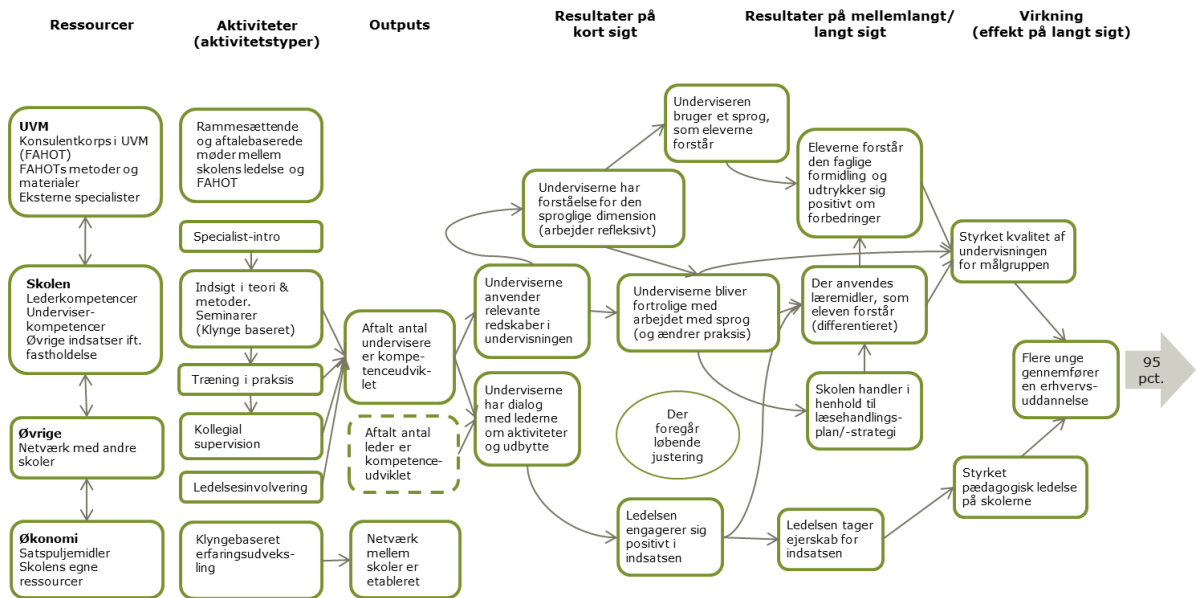 Ressourcer
Aktiviteter
(aktivitetstyper)
Outputs
Resultater på
kort sigt
Resultater på mellemlangt/
langt sigt
Virkning
(effekt på langt sigt)
UVM
Konsulentkorps i UVM
(FAHOT)
FAHOTs metoder og
materialer
Eksterne specialister
Skolen
Lederkompetencer
Underviser-
kompetencer
Øvrige indsatser ift.
fastholdelse
Øvrige
Netværk med andre
skoler
Økonomi
Satspuljemidler
Skolens egne
ressourcer
Rammesættende
og aftalebaserede
møder mellem
skolens ledelse og
FAHOT
Specialist-intro
Indsigt i teori &
metoder.
Seminarer
(Klynge baseret)
Træning i praksis
Kollegial
supervision
Ledelsesinvolvering
Klyngebaseret
erfaringsudveks-
ling
Aftalt antal
undervisere
er kompe-
tenceudvik-
let
Aftalt antal
leder er
kompetence-
udviklet
Netværk
mellem
skoler er
etableret
Underviserne har
forståelse for den
sproglige dimension
(arbejder refleksivt)
Underviserne
anvender
relevante
redskaber i
undervisningen
Underviserne
har dialog
med lederne
om aktiviteter
og udbytte
Underviseren
bruger et sprog,
som eleverne
forstår
Underviserne bliver
fortrolige med
arbejdet med sprog
(og ændrer praksis)
Der
foregår
løbende
justering
Ledelsen
engagerer sig
positivt i
indsatsen
Eleverne forstår
den faglige
formidling og
udtrykker sig
positivt om
forbedringer
Der anvendes
læremidler, som
eleven forstår
(differentieret)
Skolen handler i
henhold til
læsehandlings-
plan/-strategi
Ledelsen tager
ejerskab for
indsatsen
Styrket kvalitet af
undervisningen
for målgruppen
Flere unge
gennemfører
en erhvervs-
uddannelse
Styrket
pædagogisk ledelse
på skolerne
95
pct.